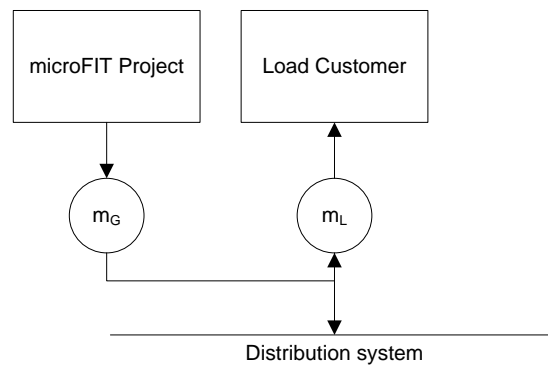 microFIT Project
Load Customer
mG
mL
Distribution system